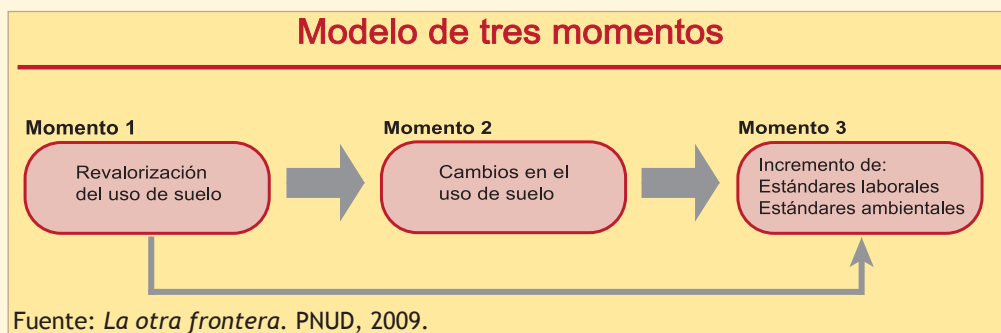 Modelo de tres momentos
Momento 1
Revalorización
del uso de suelo
Momento 2
Cambios en el
uso de suelo
Momento 3
Incremento de:
Estándares laborales
Estándares ambientales
Fuente: La otra frontera. PNUD, 2009.